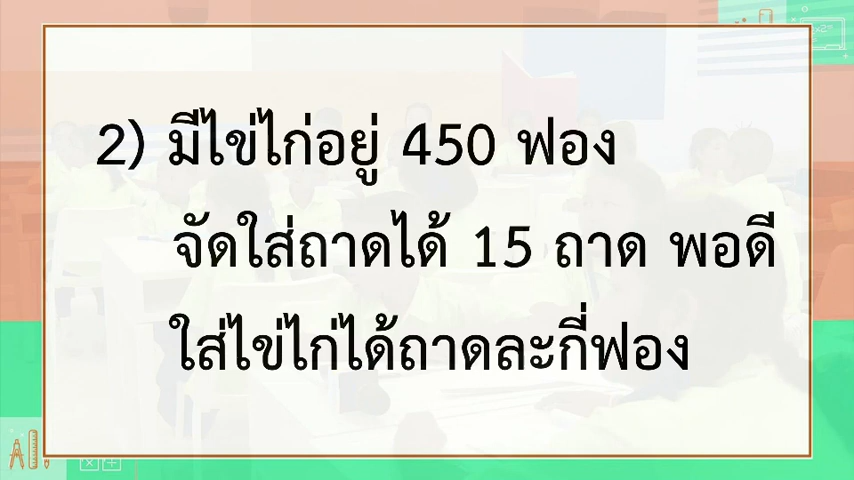 2) มีไข่ไก่อยู่ 450 ฟอง
จัดใส่ถาดได้ 15 ถาด พอดี
ใส่ไข่ไก่ได้ถาดละกี่ฟอง